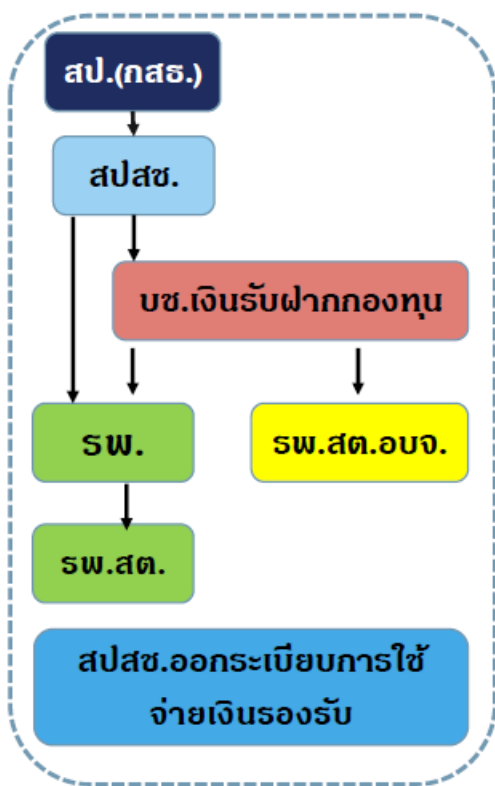 สป.(กสธ.)
สปสช.
บช.เงินรับฝากกองทุน
รพ.
รพ.สต.อบจ.
รพ.สต.
สปสช.ออกระเบียบการใช้
จ่ายเงินรองรับ